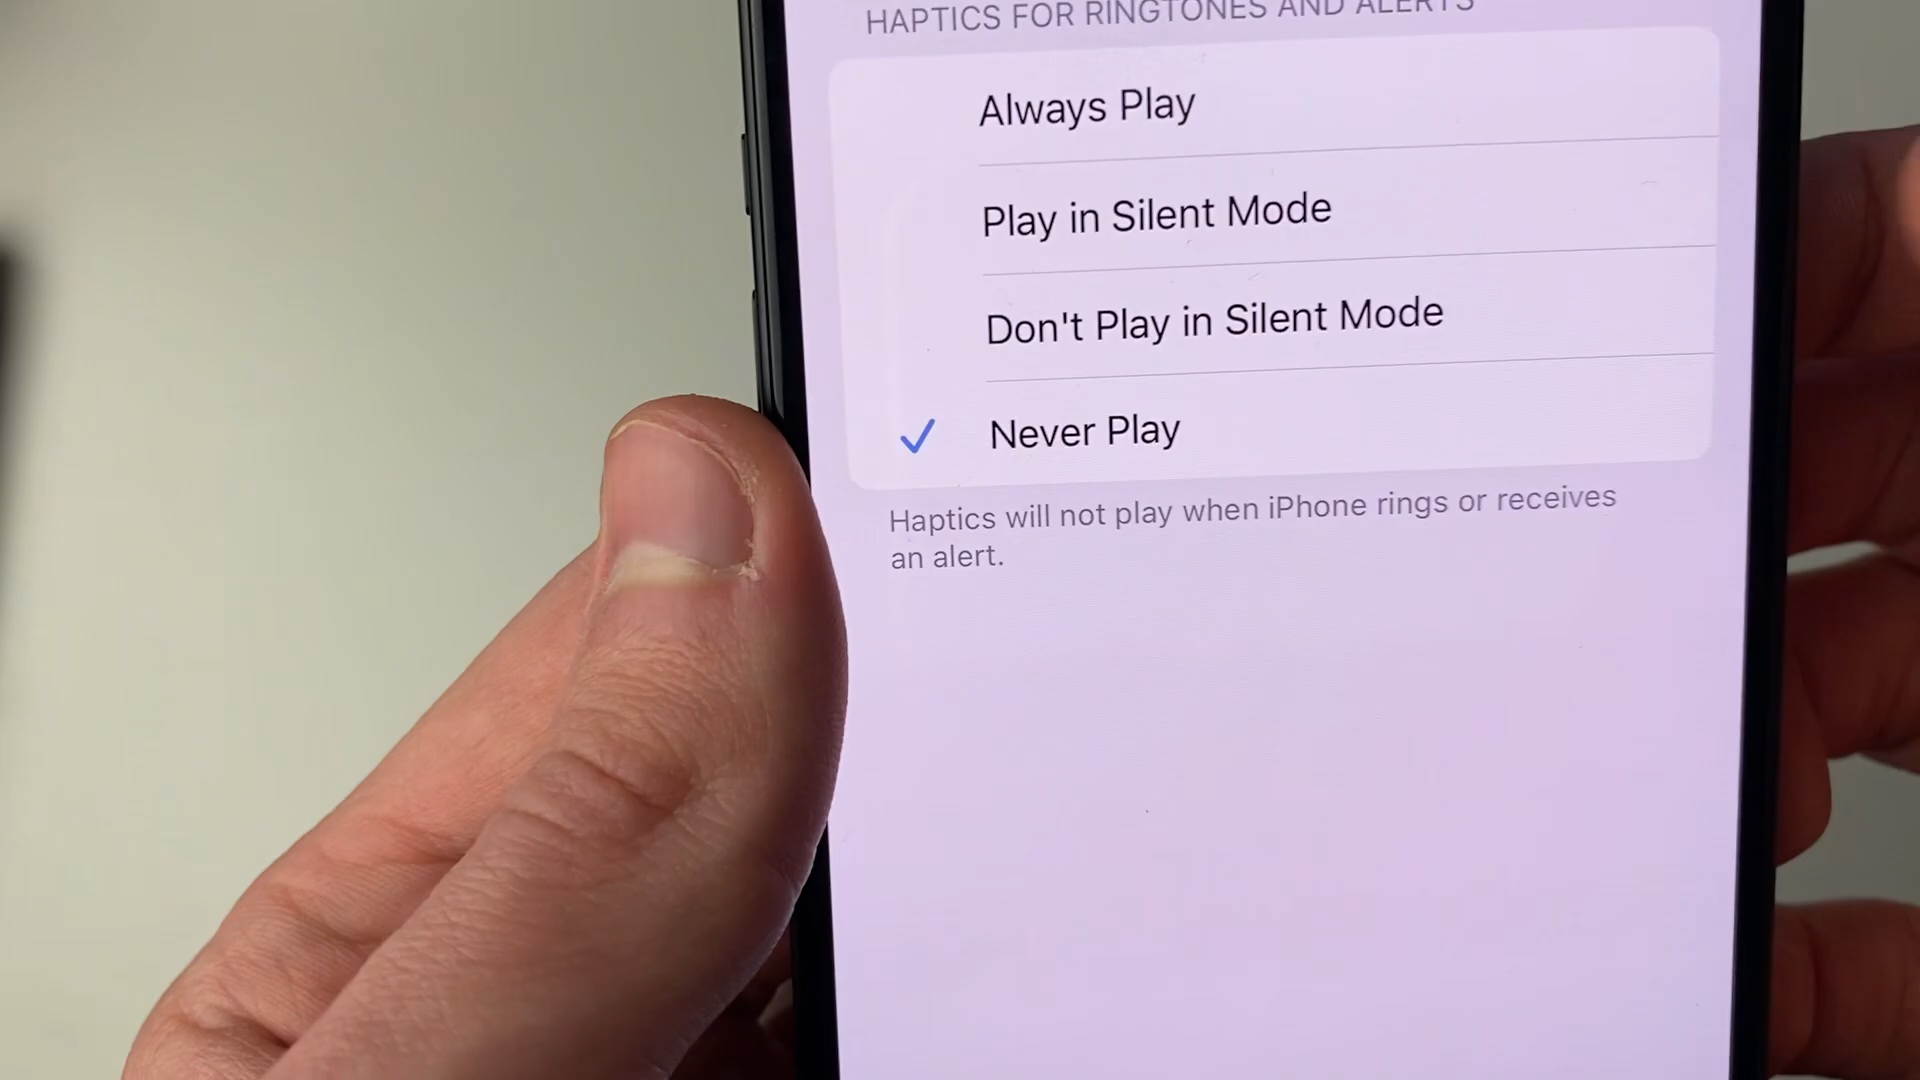 HAPTICS FOR RINGTONES AND ALERTS
Always Play
Play in Silent Mode
Don't Play in Silent Mode
Never Play
Haptics will not play when iPhone rings or receives
an alert.